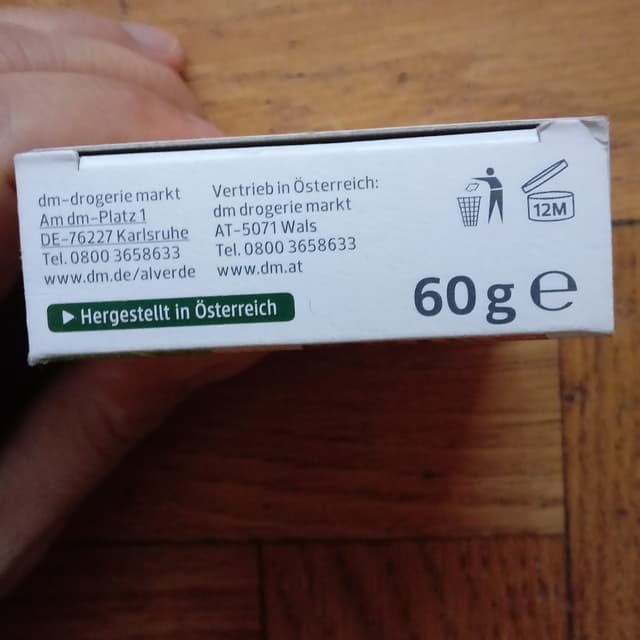 dm-drogerie markt
Am dm-Platz 1
DE-76227 Karlsruhe
Tel. 0800 3658633
www.dm.de/alverde
Vertrieb in Österreich:
dm drogerie markt
AT-5071 Wals
Tel. 0800 3658633
www.dm.at
Hergestellt in Österreich
12M
60 g e